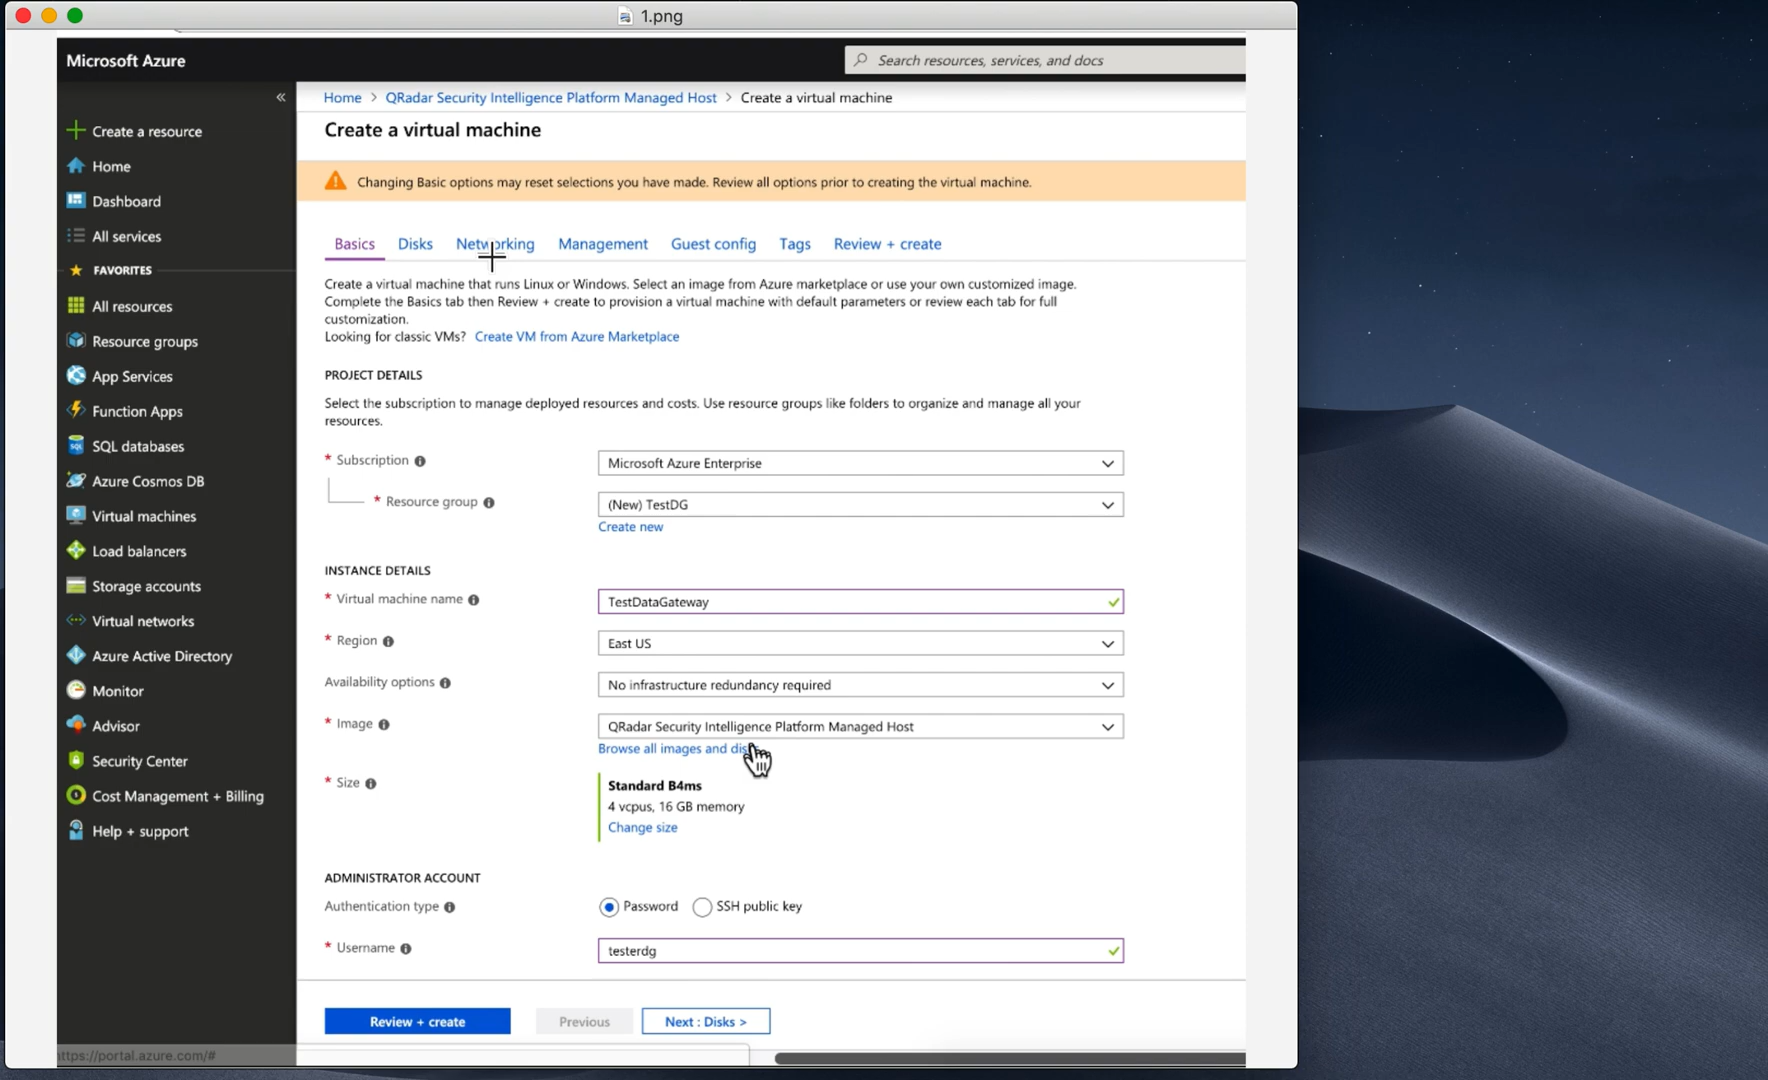 1.png
Microsoft Azure
Search resources, services, and docs
«
Home > QRadar Security Intelligence Platform Managed Host > Create a virtual machine
Create a virtual machine
Create a resource
Home
Dashboard
All services
FAVORITES
All resources
Resource groups
App Services
Function Apps
SQL databases
Azure Cosmos DB
Virtual machines
Load balancers
Storage accounts
Virtual networks
Azure Active Directory
Monitor
Advisor
Security Center
Cost Management + Billing
Help + support
Changing Basic options may reset selections you have made. Review all options prior to creating the virtual machine.
Basics Disks Networking Management Guest config Tags Review + create
Create a virtual machine that runs Linux or Windows. Select an image from Azure marketplace or use your own customized image.
Complete the Basics tab then Review + create to provision a virtual machine with default parameters or review each tab for full
customization.
Looking for classic VMs? Create VM from Azure Marketplace
PROJECT DETAILS
Select the subscription to manage deployed resources and costs. Use resource groups like folders to organize and manage all your
resources.
* Subscription Microsoft Azure Enterprise
* Resource group (New) TestDG
Create new
INSTANCE DETAILS
* Virtual machine name TestDataGateway
* Region East US
Availability options No infrastructure redundancy required
* Image QRadar Security Intelligence Platform Managed Host
Browse all images and
* Size Standard B4ms
4 vcpus, 16 GB memory
Change size
ADMINISTRATOR ACCOUNT
Authentication type Password SSH public key
* Username testerdg
Review + create Previous Next : Disks >
https://portal.azure.com/#